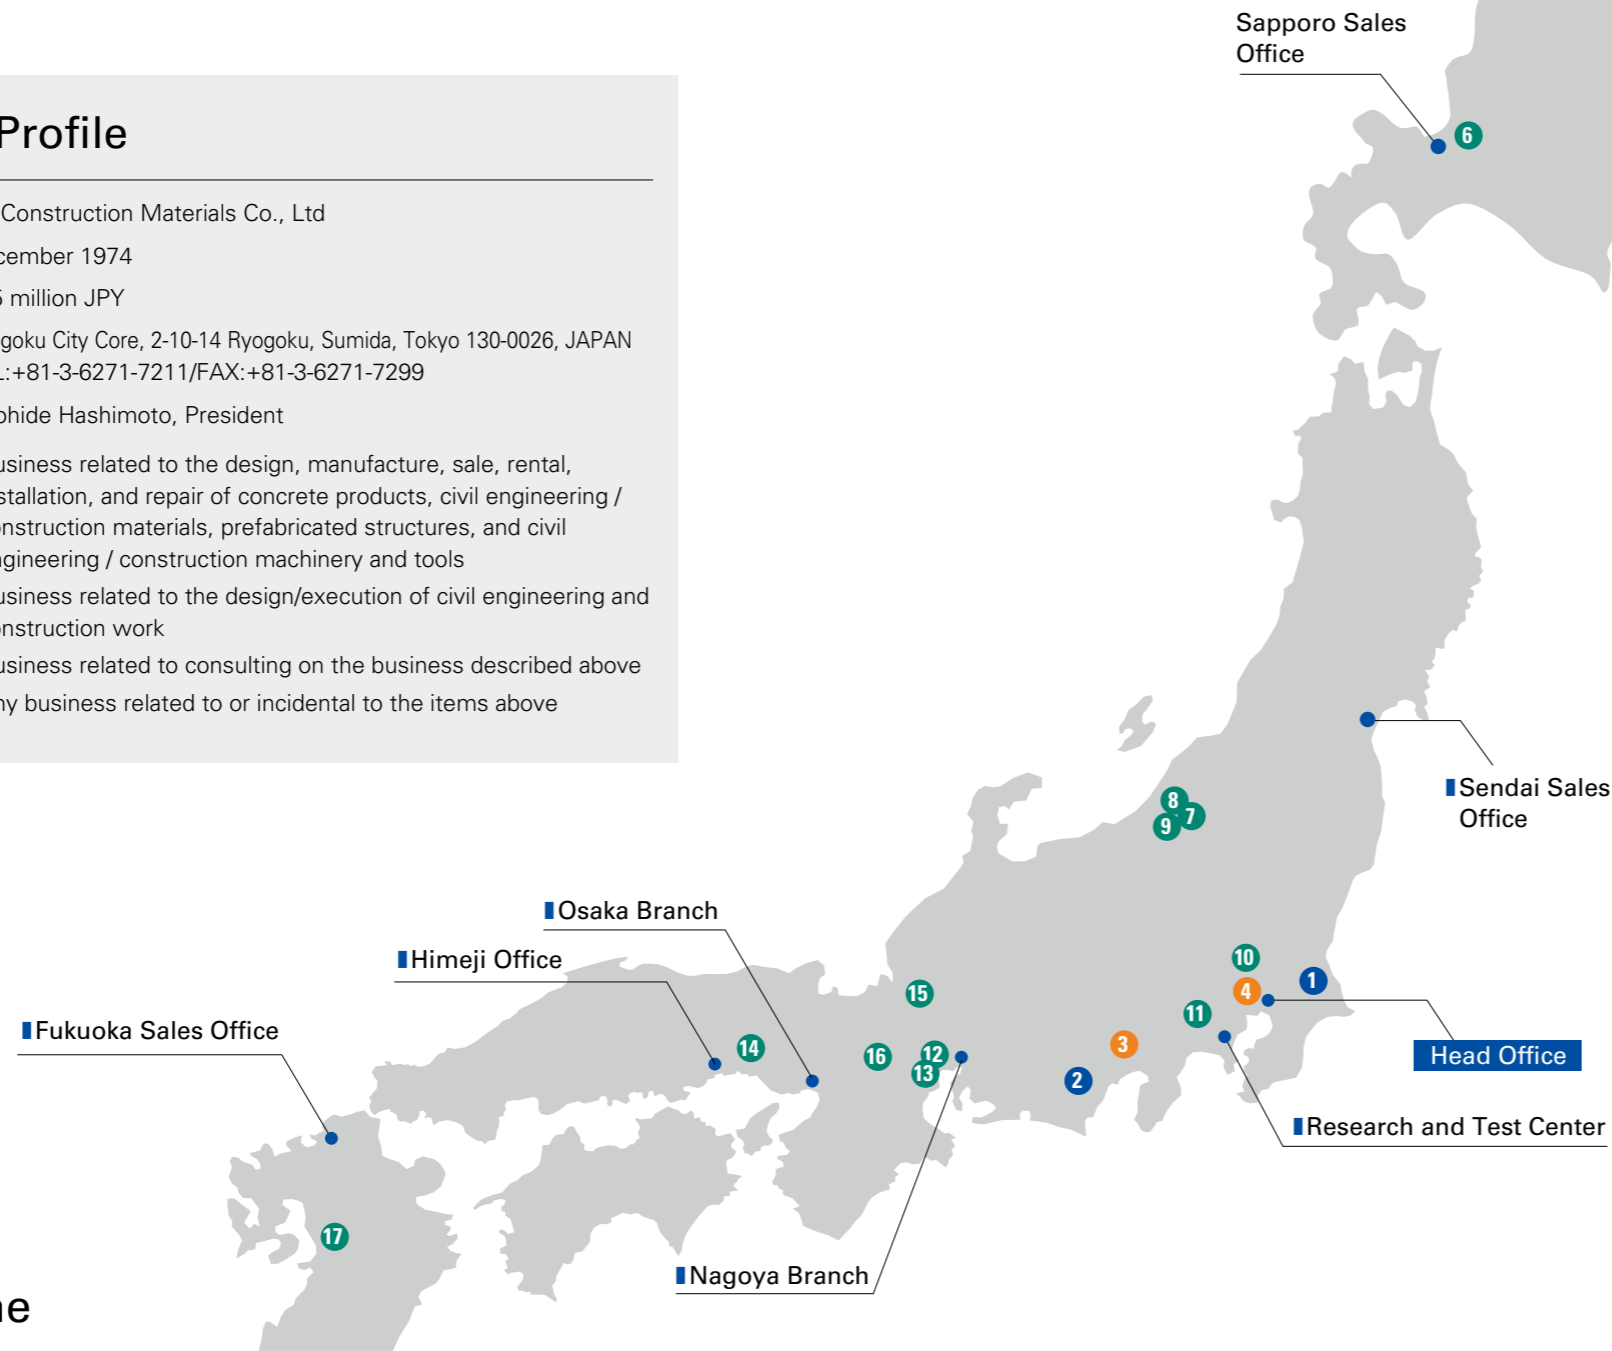 Profile
Construction Materials Co., Ltd
cember 1974
million JPY
goku City Core, 2-10-14 Ryogoku, Sumida, Tokyo 130-0026, JAPAN
:+81-3-6271-7211/FAX:+81-3-6271-7299
ohide Hashimoto, President
usiness related to the design, manufacture, sale, rental,
stallation, and repair of concrete products, civil engineering /
onstruction materials, prefabricated structures, and civil
ngineering / construction machinery and tools
usiness related to the design/execution of civil engineering and
onstruction work
usiness related to consulting on the business described above
ny business related to or incidental to the items above
Sapporo Sales
Office
6
Sendai Sales
Office
8
7
9
Osaka Branch
Himeji Office
Fukuoka Sales Office
10
1
4
15
11
3
14
16
12
13
2
Head Office
Research and Test Center
17
Nagoya Branch
ne